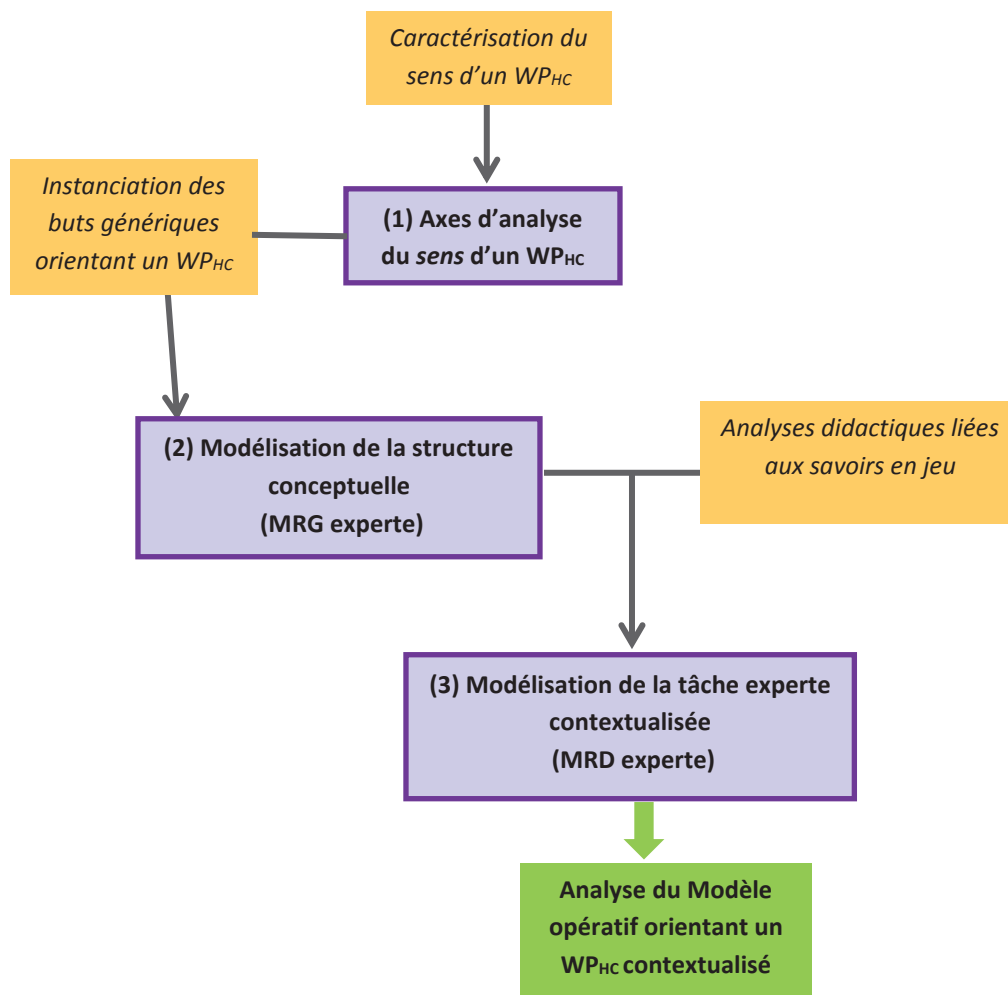 Caractérisation du
sens d’un WPHC
Instanciation des
buts génériques
orientant un WPHC
(1) Axes d’analyse
du sens d’un WPHC
(2) Modélisation de la structure
conceptuelle
(MRG experte)
Analyses didactiques liées
aux savoirs en jeu
(3) Modélisation de la tâche experte
contextualisée
(MRD experte)
Analyse du Modèle
opératif orientant un
WPHC contextualisé